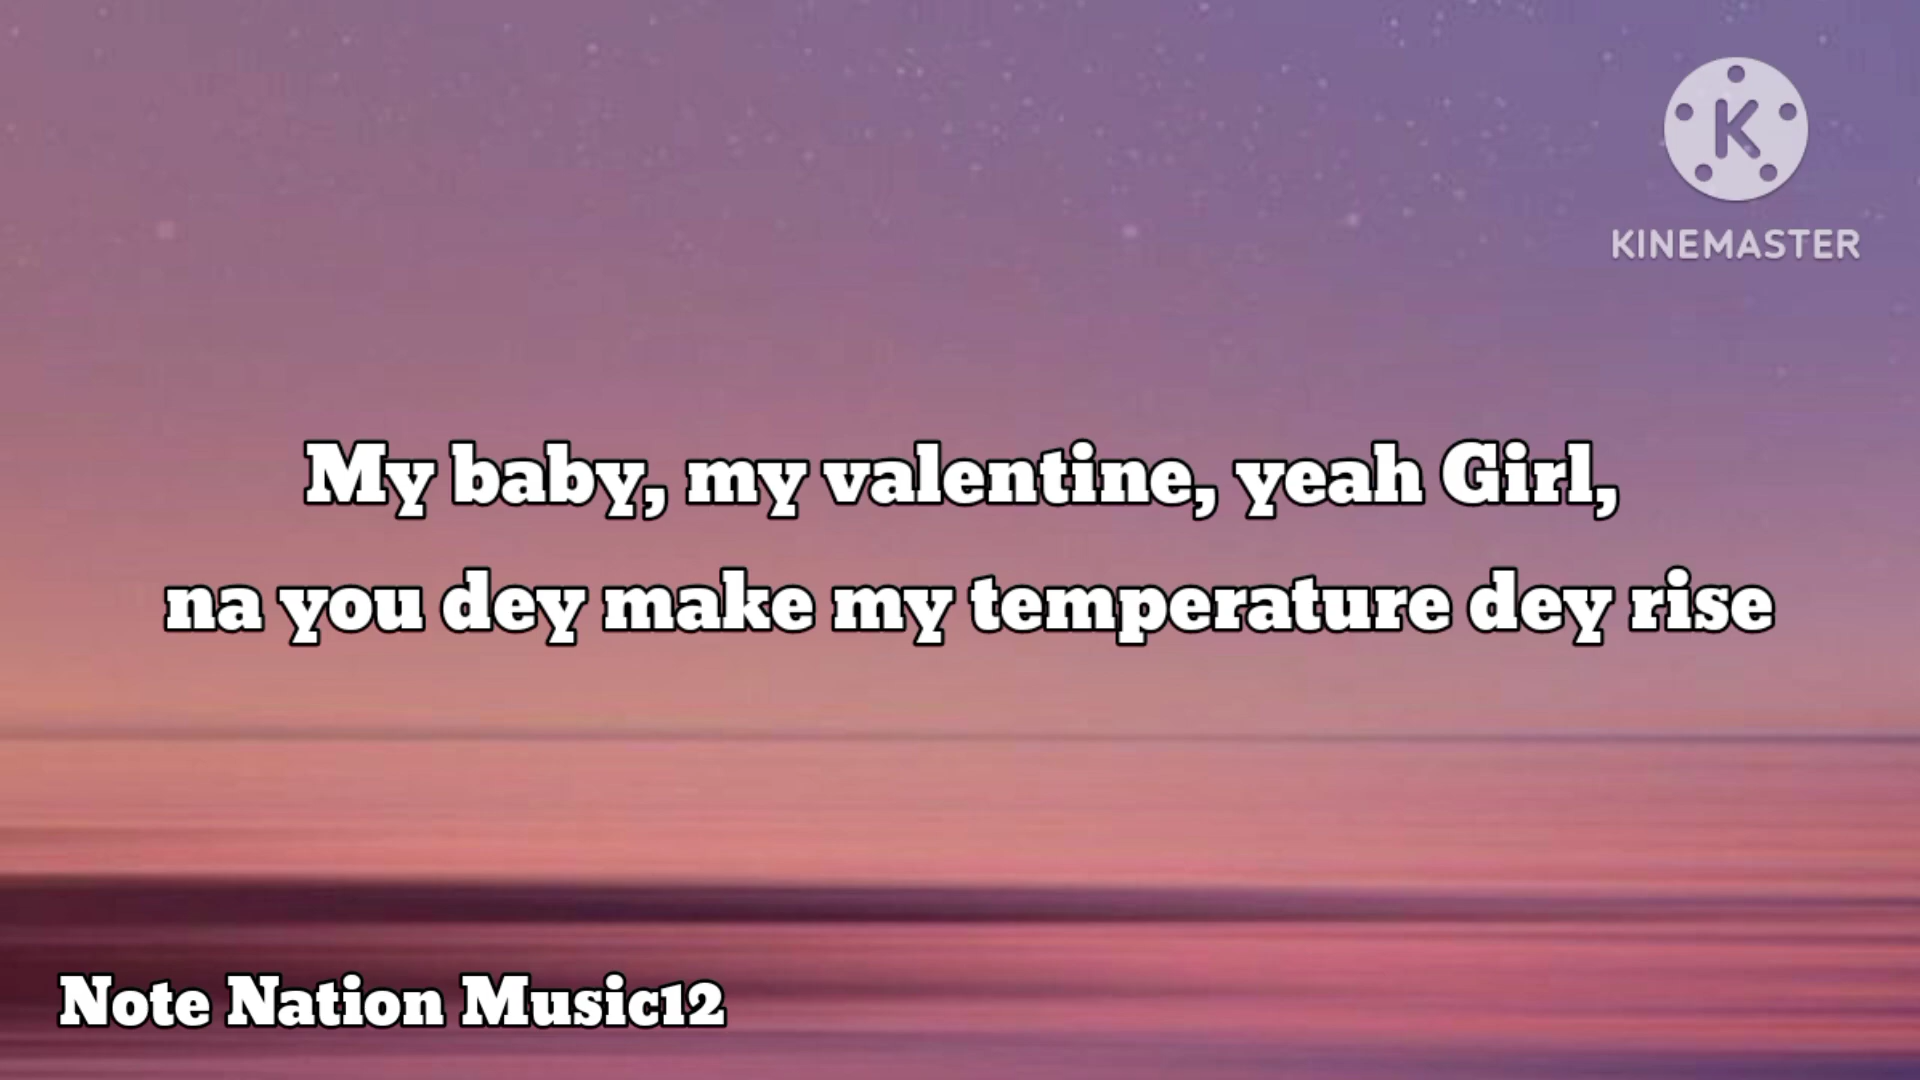 K
KINEMASTER
My baby, my valentine, yeah Girl,
na you dey make my temperature dey rise
Note Nation Music12